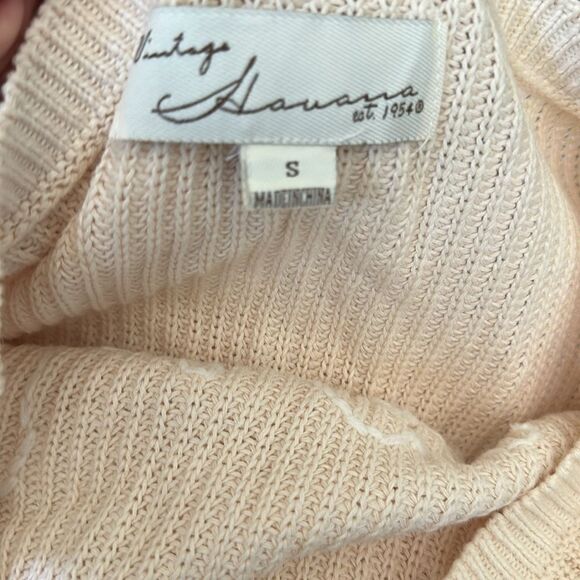 Vintage
Havana
est. 1954®
S
MADE IN CHINA